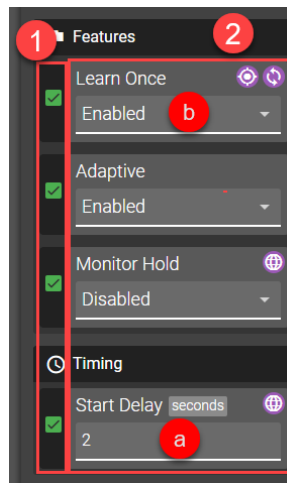 1
Features
2
Learn Once
Enabled
b
Adaptive
Enabled
Monitor Hold
Disabled
Timing
Start Delay seconds
2
a